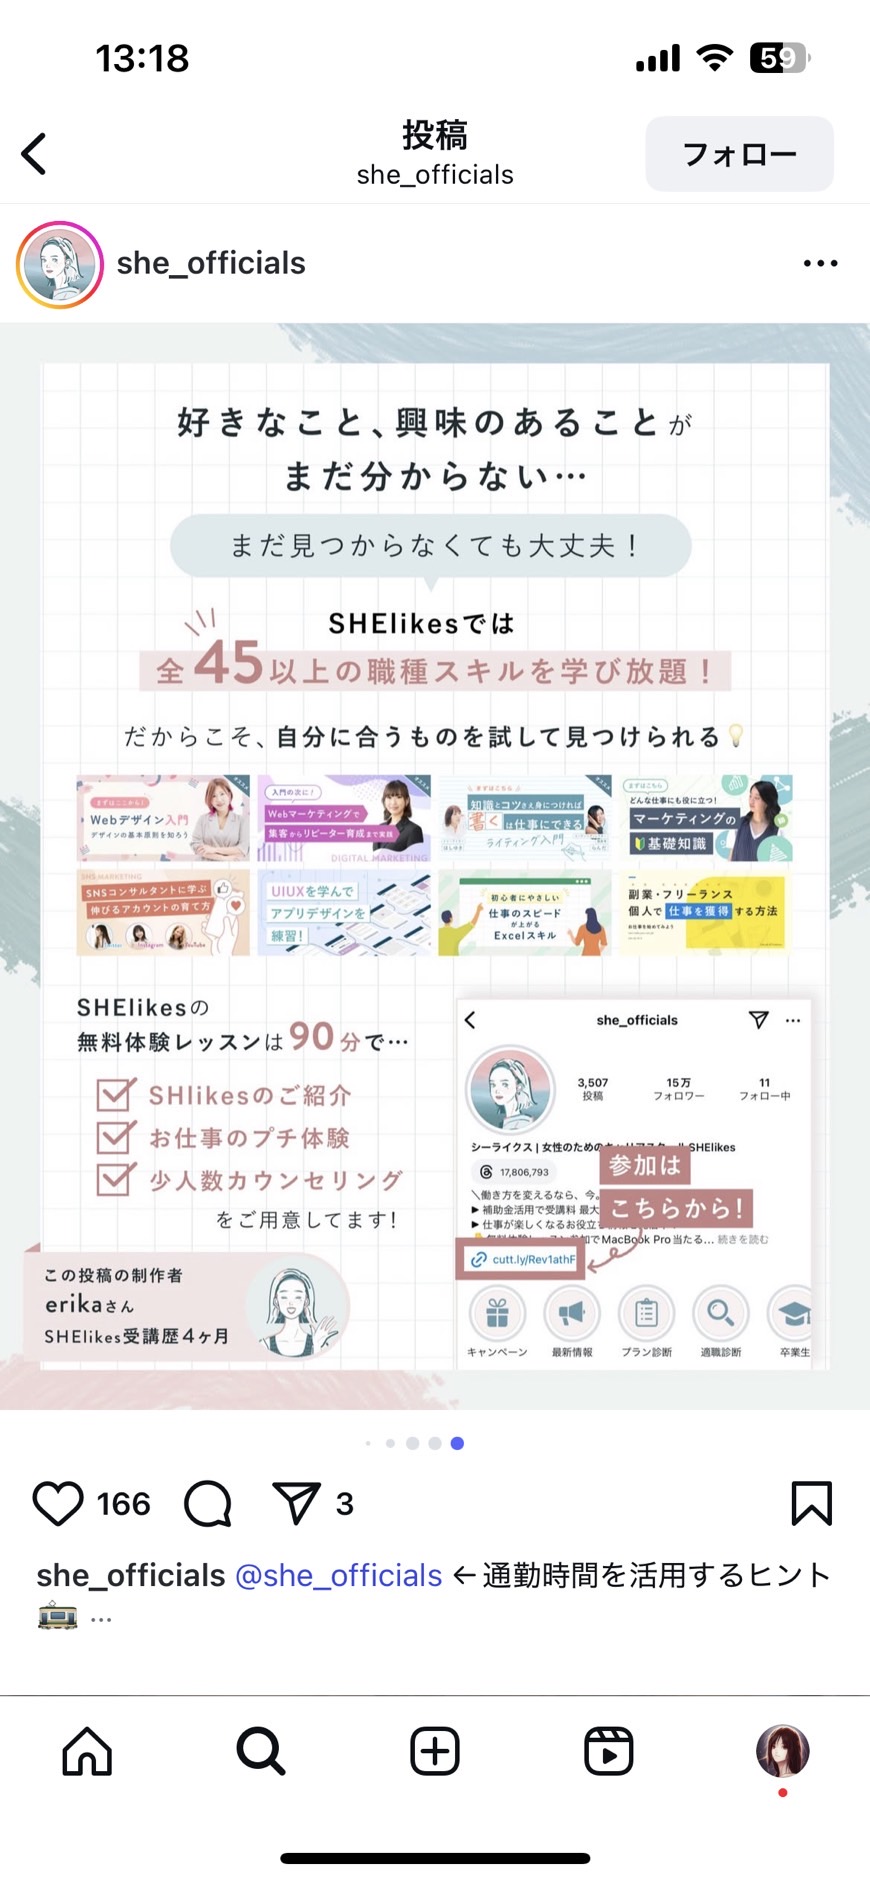 13:18
59
投稿
she_officials
フォロー
she_officials
好きなこと、興味のあることが
まだ分からない…
まだ見つからなくても大丈夫！
SHElikesでは
全45以上の職種スキルを学び放題！
だからこそ、自分に合うものを試して見つけられる💡
まずはここから！
Webデザイン入門
デザインの基本原則を知ろう
入門の次に！
Webマーケティングで
集客からリピーター育成まで実践
DIGITAL MARKETING
まずはこちら
知識とコツさえ身につければ
書くは仕事にできる
ライティング入門
まずはこちら
どんな仕事にも役に立つ！
マーケティングの
🔰基礎知識
SNS MARKETING
SNSコンサルタントに学ぶ
伸びるアカウントの育て方
Twitter Instagram YouTube
UIUXを学んで
アプリデザインを
練習！
初心者にやさしい
仕事のスピード
が上がる
Excelスキル
副業・フリーランス
個人で仕事を獲得する方法
SHElikesの
無料体験レッスンは90分で…
SHlikesのご紹介
お仕事のプチ体験
少人数カウンセリング
をご用意してます！
この投稿の制作者
erikaさん
SHElikes受講歴4ヶ月
she_officials
3,507
投稿
15万
フォロワー
11
フォロー中
シーライクス | 女性のためのキャリアスクールSHElikes
17,806,793
＼働き方を変えるなら、今。
▶ 補助金活用で受講料 最大
▶ 仕事が楽しくなるお役立
加でMacBook Pro 当たる... 続きを読む
参加は
こちらから！
cutt.ly/Rev1athF
キャンペーン
最新情報
プラン診断
適職診断
卒業生
166
3
she_officials @she_officials ←通勤時間を活用するヒント
🚃 …